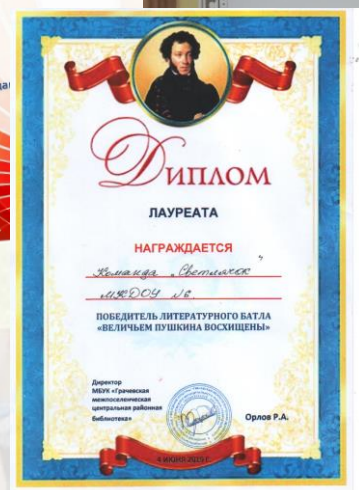 Диплом
ЛАУРЕАТА
НАГРАЖДАЕТСЯ
Команда „Светлячок"
МКДОУ №6
ПОБЕДИТЕЛЬ ЛИТЕРАТУРНОГО БАТЛА
«ВЕЛИЧЬЕМ ПУШКИНА ВОСХИЩЕНЫ»
Директор
МБУК «Грачевская
межпоселенческая
центральная районная
библиотека»
Орлов Р.А.